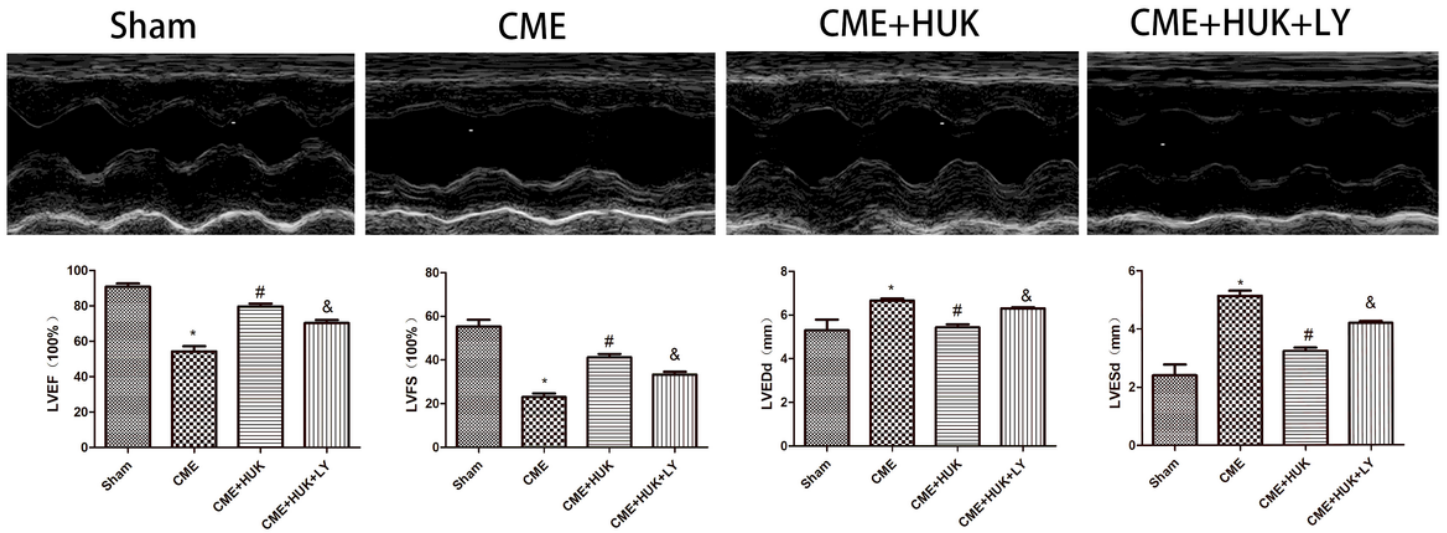 Sham
CME
CME+HUK
CME+HUK+LY
LVEF (100%)
100
80
60
40
20
0
*
#
&
Sham
CME
CME+HUK
CME+HUK+LY
LVFS (100%)
80
60
40
20
0
*
#
&
Sham
CME
CME+HUK
CME+HUK+LY
LVEDd (mm)
8
6
4
2
0
*
#
&
Sham
CME
CME+HUK
CME+HUK+LY
LVESd (mm)
6
4
2
0
*
#
&
Sham
CME
CME+HUK
CME+HUK+LY